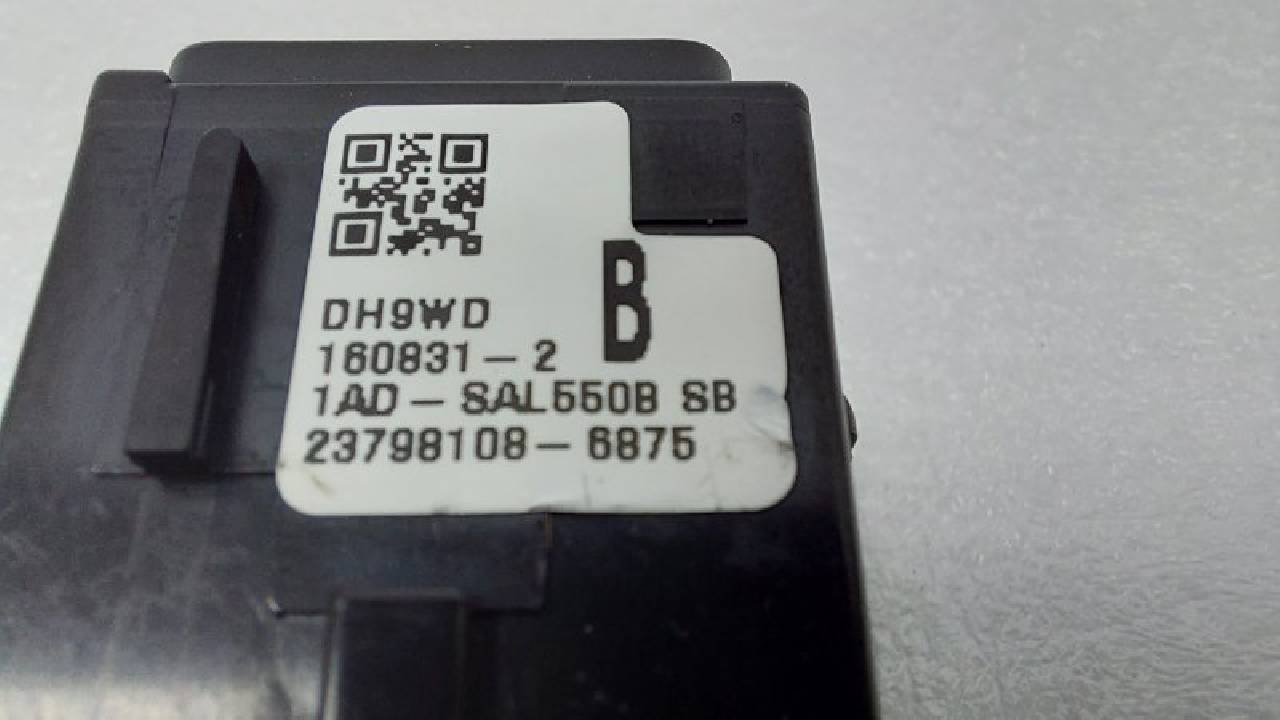 B
DH9WD
160831-2
1AD-SAL550B SB
23798108-6875